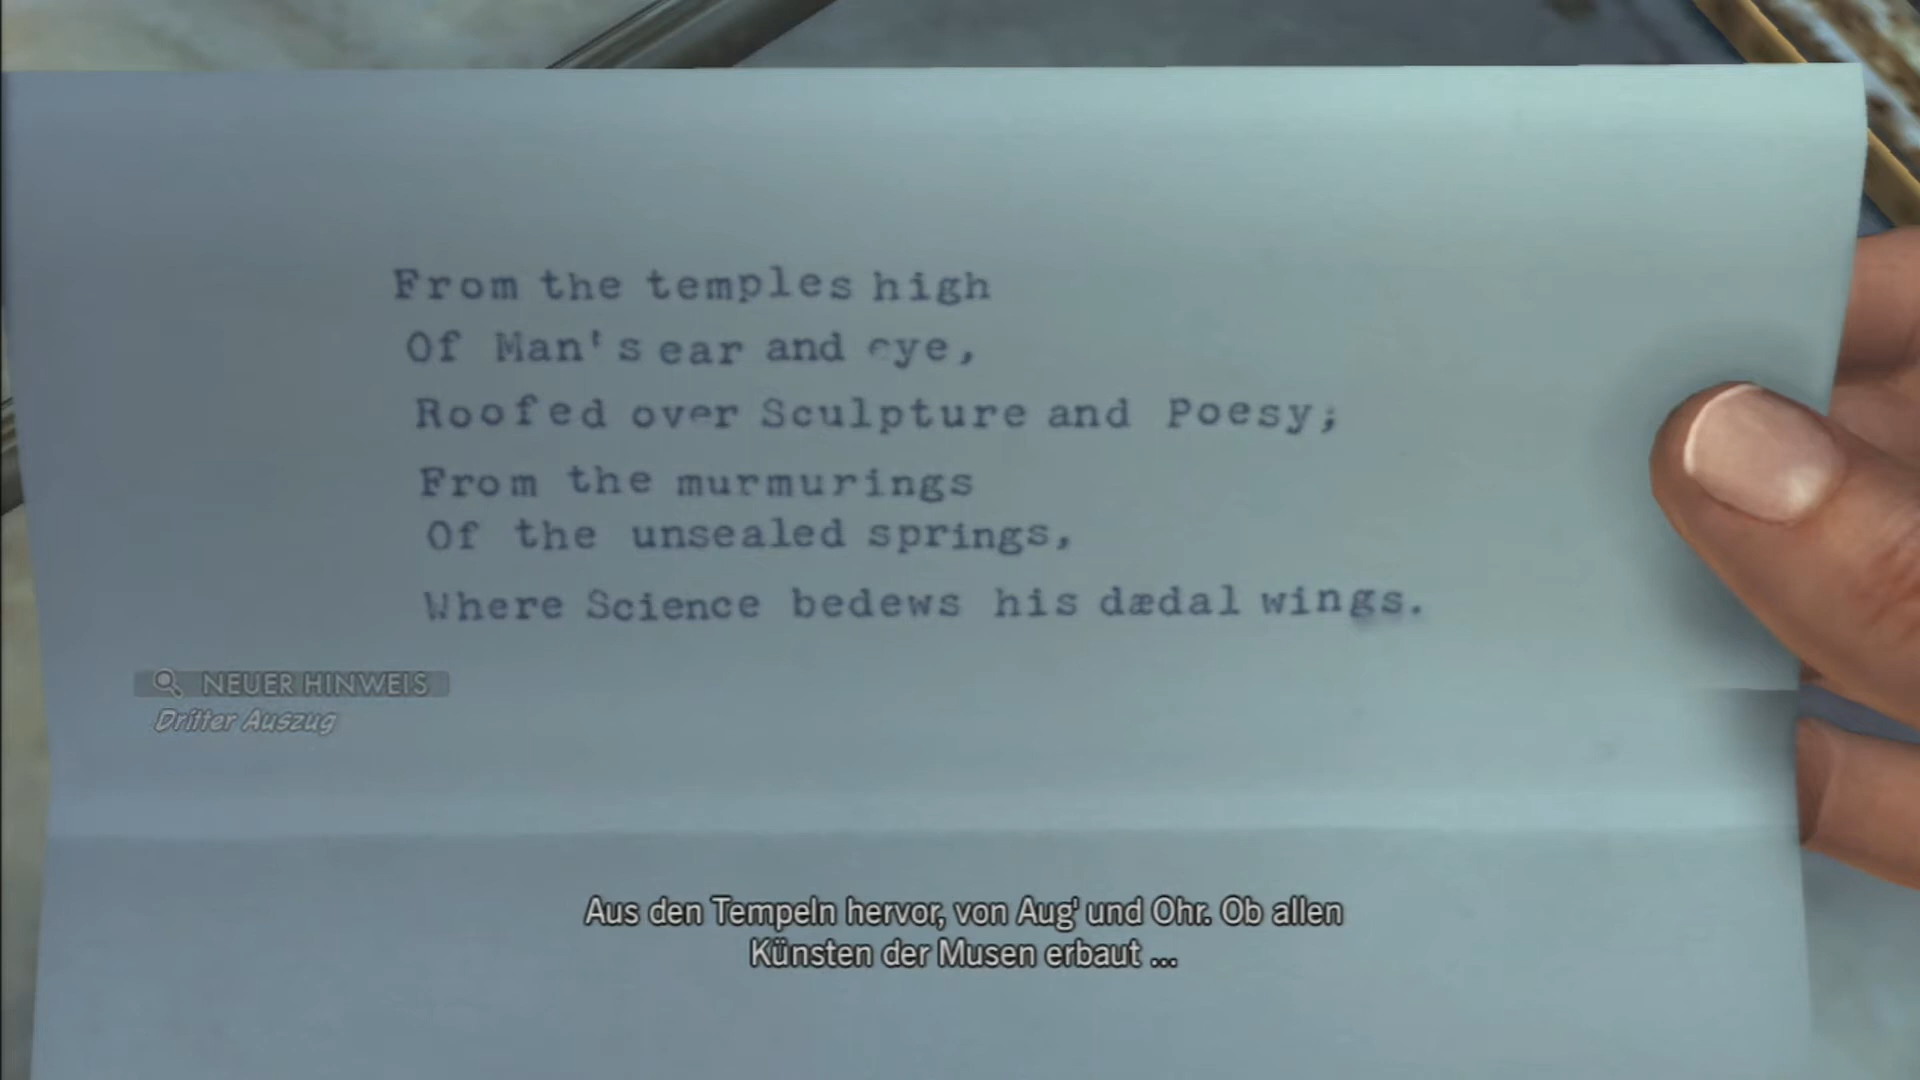 From the temples high
Of Man's ear and eye,
Roofed over Sculpture and Poesy;
From the murmurings
Of the unsealed springs,
Where Science bedews his dædal wings.
NEUER HINWEIS
Dritter Auszug
Aus den Tempeln hervor, von Aug' und Ohr. Ob allen
Künsten der Musen erbaut ...